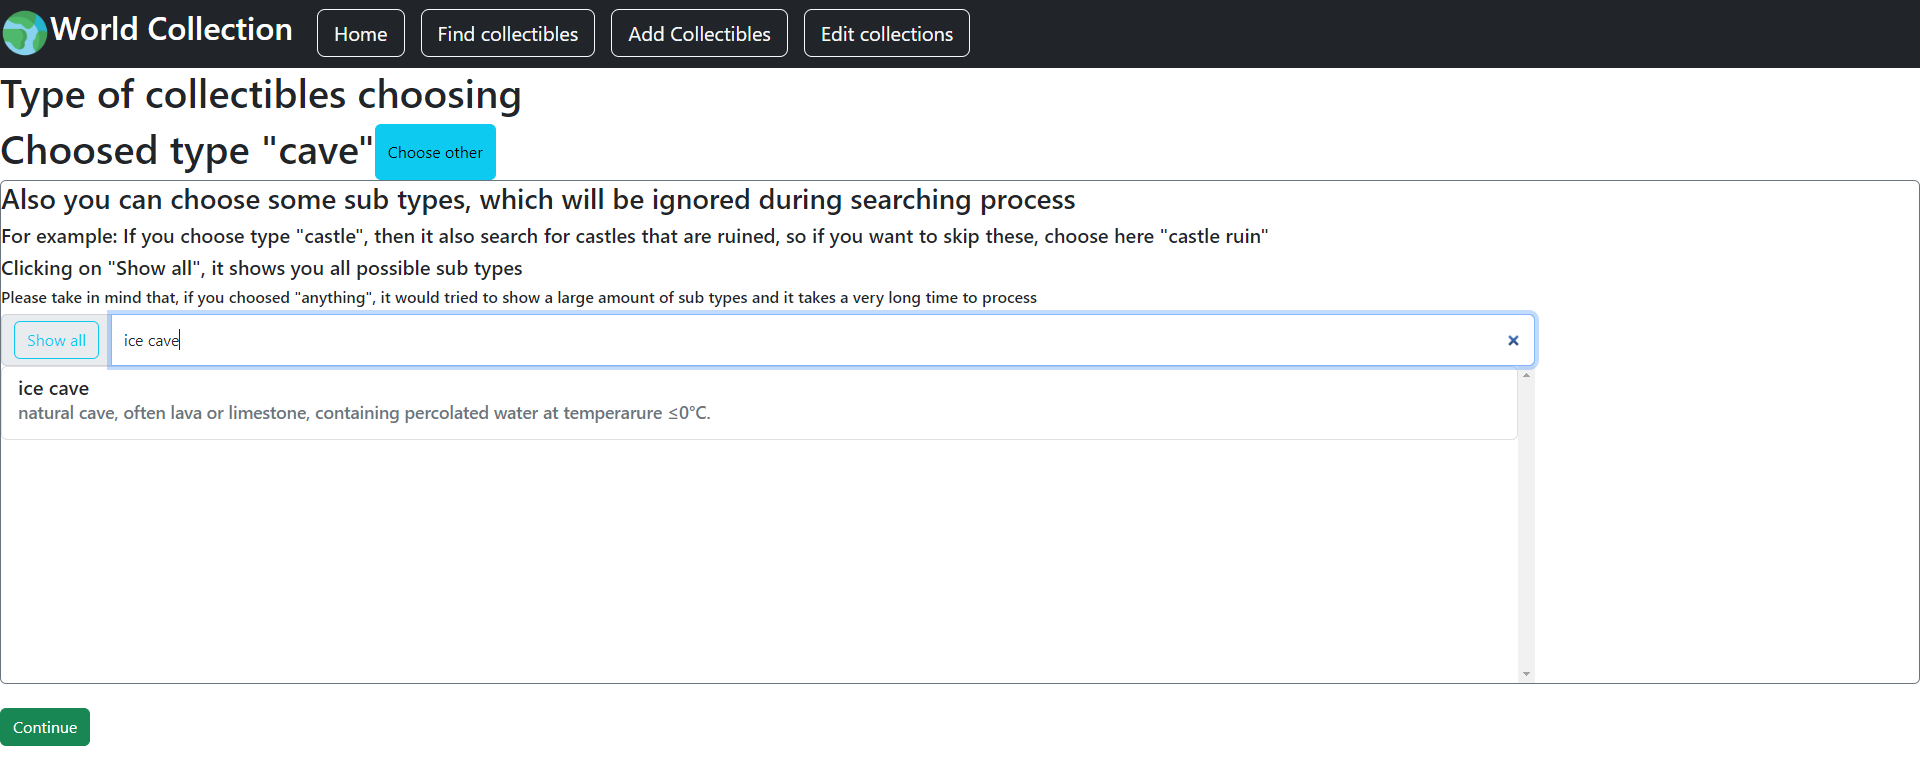 World Collection Home Find collectibles Add Collectibles Edit collections
Type of collectibles choosing
Choosed type "cave" Choose other
Also you can choose some sub types, which will be ignored during searching process
For example: If you choose type "castle", then it also search for castles that are ruined, so if you want to skip these, choose here "castle ruin"
Clicking on "Show all", it shows you all possible sub types
Please take in mind that, if you choosed "anything", it would tried to show a large amount of sub types and it takes a very long time to process
Show all ice cave
ice cave
natural cave, often lava or limestone, containing percolated water at temperarure ≤0°C.
Continue